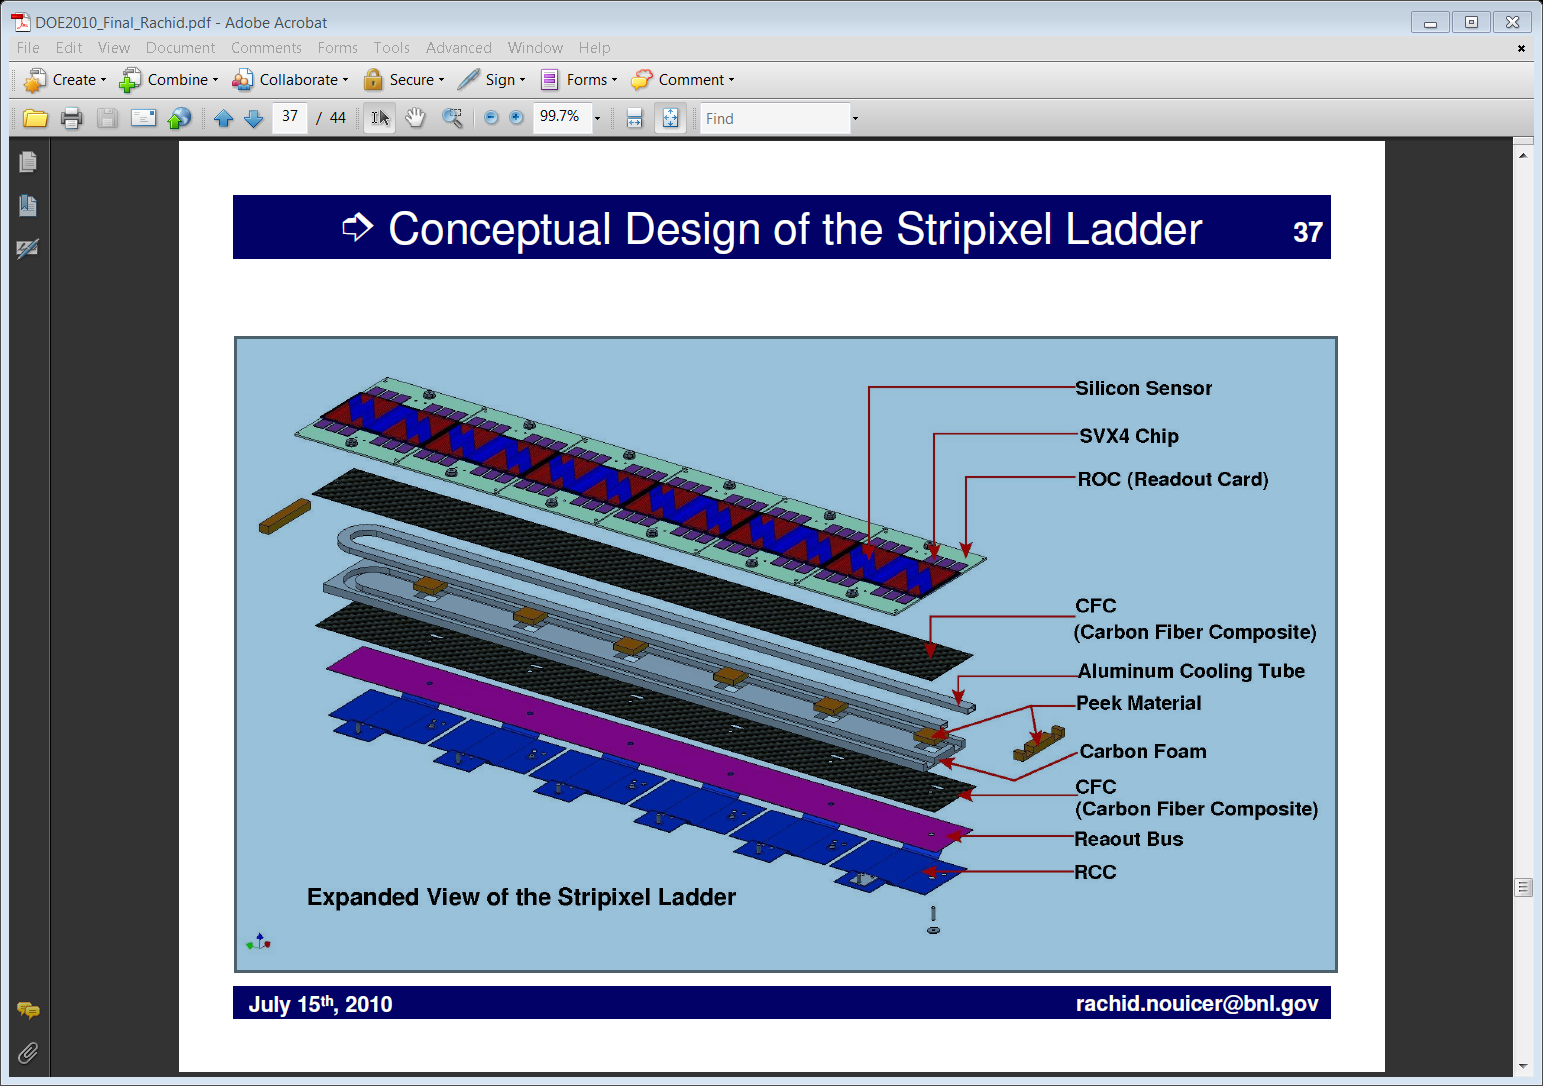 DOE2010_Final_Rachid.pdf - Adobe Acrobat
File Edit View Document Comments Forms Tools Advanced Window Help
Create Combine Collaborate Secure Sign Forms Comment
37 / 44 99.7% Find
Conceptual Design of the Stripixel Ladder 37
Silicon Sensor
SVX4 Chip
ROC (Readout Card)
CFC
(Carbon Fiber Composite)
Aluminum Cooling Tube
Peek Material
Carbon Foam
CFC
(Carbon Fiber Composite)
Reaout Bus
RCC
Expanded View of the Stripixel Ladder
July 15th, 2010 rachid.nouicer@bnl.gov